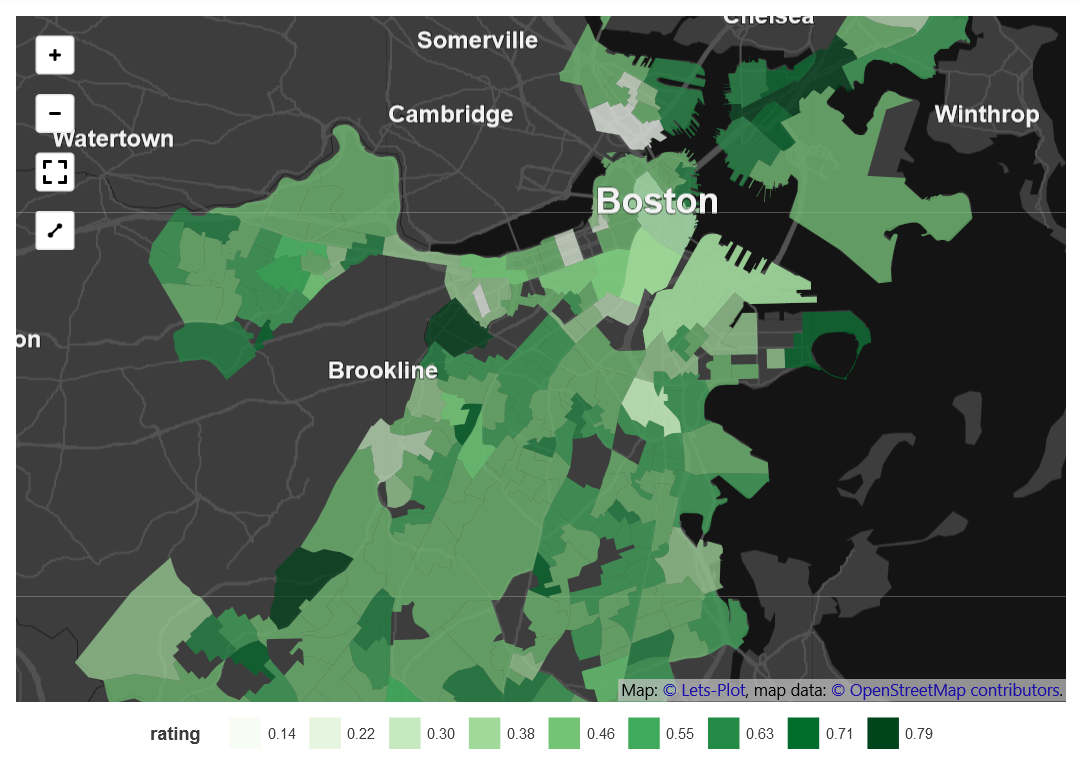 Chelsea
Somerville
+
Cambridge
Winthrop
−
Watertown
Boston
on
Brookline
Map: © Lets-Plot, map data: © OpenStreetMap contributors.
rating 0.14 0.22 0.30 0.38 0.46 0.55 0.63 0.71 0.79